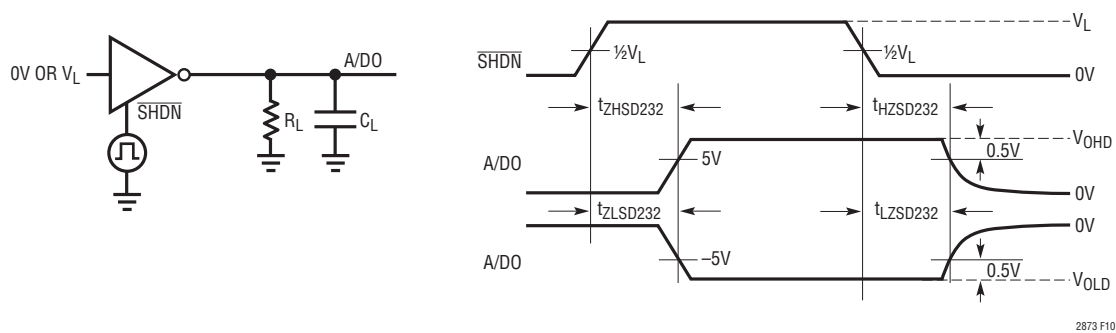 0V OR VL
SHDN
RL
CL
A/DO
SHDN
½VL
½VL
VL
0V
tZHSD232
tHZSD232
A/DO
5V
VOHD
0.5V
0V
tZLSD232
tLZSD232
0V
A/DO
–5V
0.5V
VOLD
2873 F10